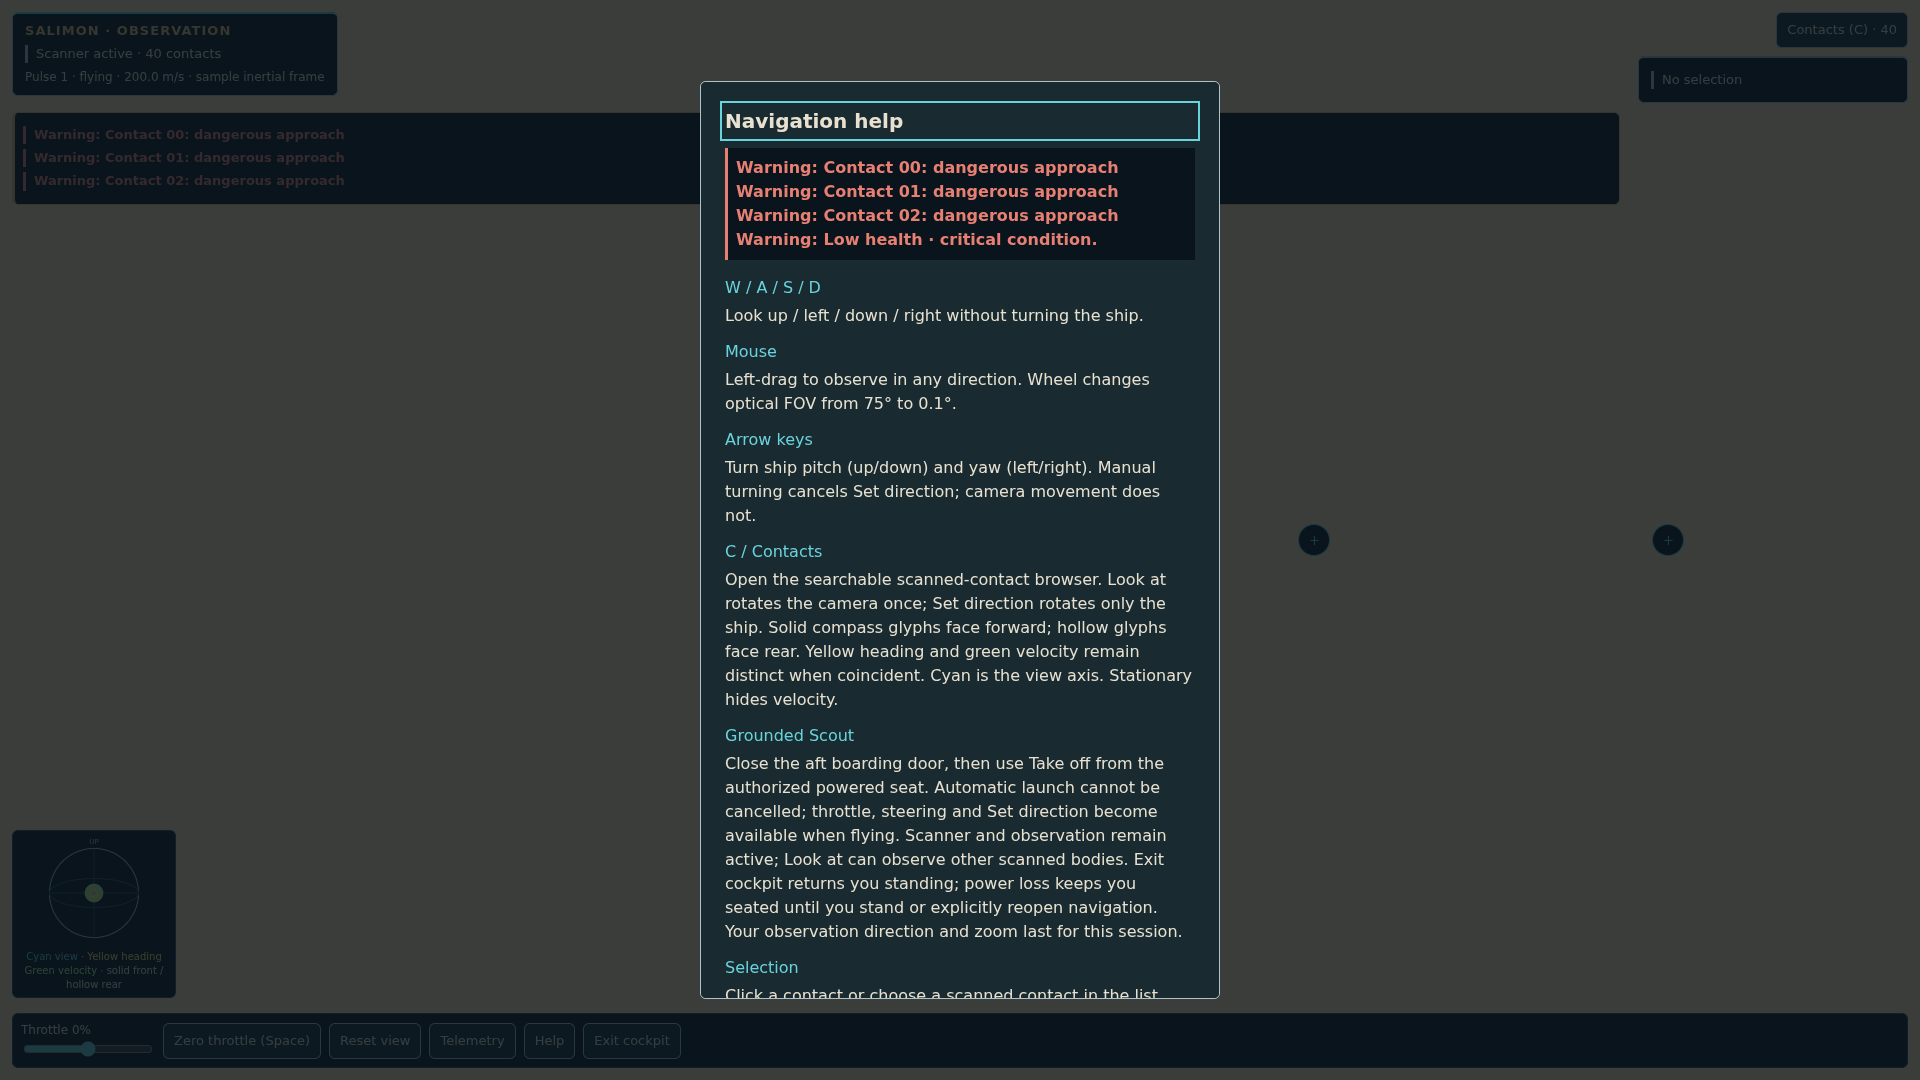 SALIMON · OBSERVATION
Scanner active · 40 contacts
Pulse 1 · flying · 200.0 m/s · sample inertial frame
Contacts (C) · 40
No selection
Warning: Contact 00: dangerous approach
Warning: Contact 01: dangerous approach
Warning: Contact 02: dangerous approach
Navigation help
Warning: Contact 00: dangerous approach
Warning: Contact 01: dangerous approach
Warning: Contact 02: dangerous approach
Warning: Low health · critical condition.
W / A / S / D
Look up / left / down / right without turning the ship.
Mouse
Left-drag to observe in any direction. Wheel changes
optical FOV from 75° to 0.1°.
Arrow keys
Turn ship pitch (up/down) and yaw (left/right). Manual
turning cancels Set direction; camera movement does
not.
C / Contacts
Open the searchable scanned-contact browser. Look at
rotates the camera once; Set direction rotates only the
ship. Solid compass glyphs face forward; hollow glyphs
face rear. Yellow heading and green velocity remain
distinct when coincident. Cyan is the view axis. Stationary
hides velocity.
Grounded Scout
Close the aft boarding door, then use Take off from the
authorized powered seat. Automatic launch cannot be
cancelled; throttle, steering and Set direction become
available when flying. Scanner and observation remain
active; Look at can observe other scanned bodies. Exit
cockpit returns you standing; power loss keeps you
seated until you stand or explicitly reopen navigation.
Your observation direction and zoom last for this session.
Selection
Click a contact or choose a scanned contact in the list
+
+
UP
Cyan view · Yellow heading
Green velocity · solid front /
hollow rear
Throttle 0%
Zero throttle (Space)
Reset view
Telemetry
Help
Exit cockpit